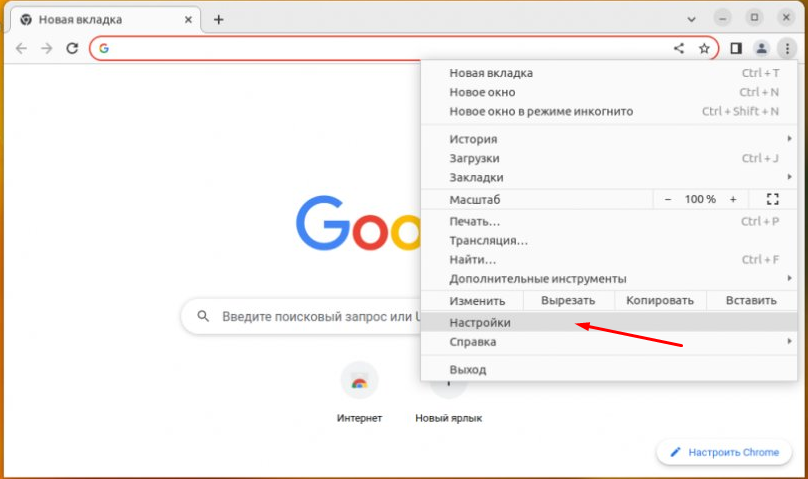 Новая вкладка
Новая вкладка Ctrl + T
Новое окно Ctrl + N
Новое окно в режиме инкогнито Ctrl + Shift + N
История
Загрузки Ctrl + J
Закладки
Масштаб − 100 % +
Печать... Ctrl + P
Трансляция...
Найти... Ctrl + F
Дополнительные инструменты
Изменить Вырезать Копировать Вставить
Настройки
Справка
Выход
Goo
Введите поисковый запрос или U
Интернет Новый ярлык
Настроить Chrome